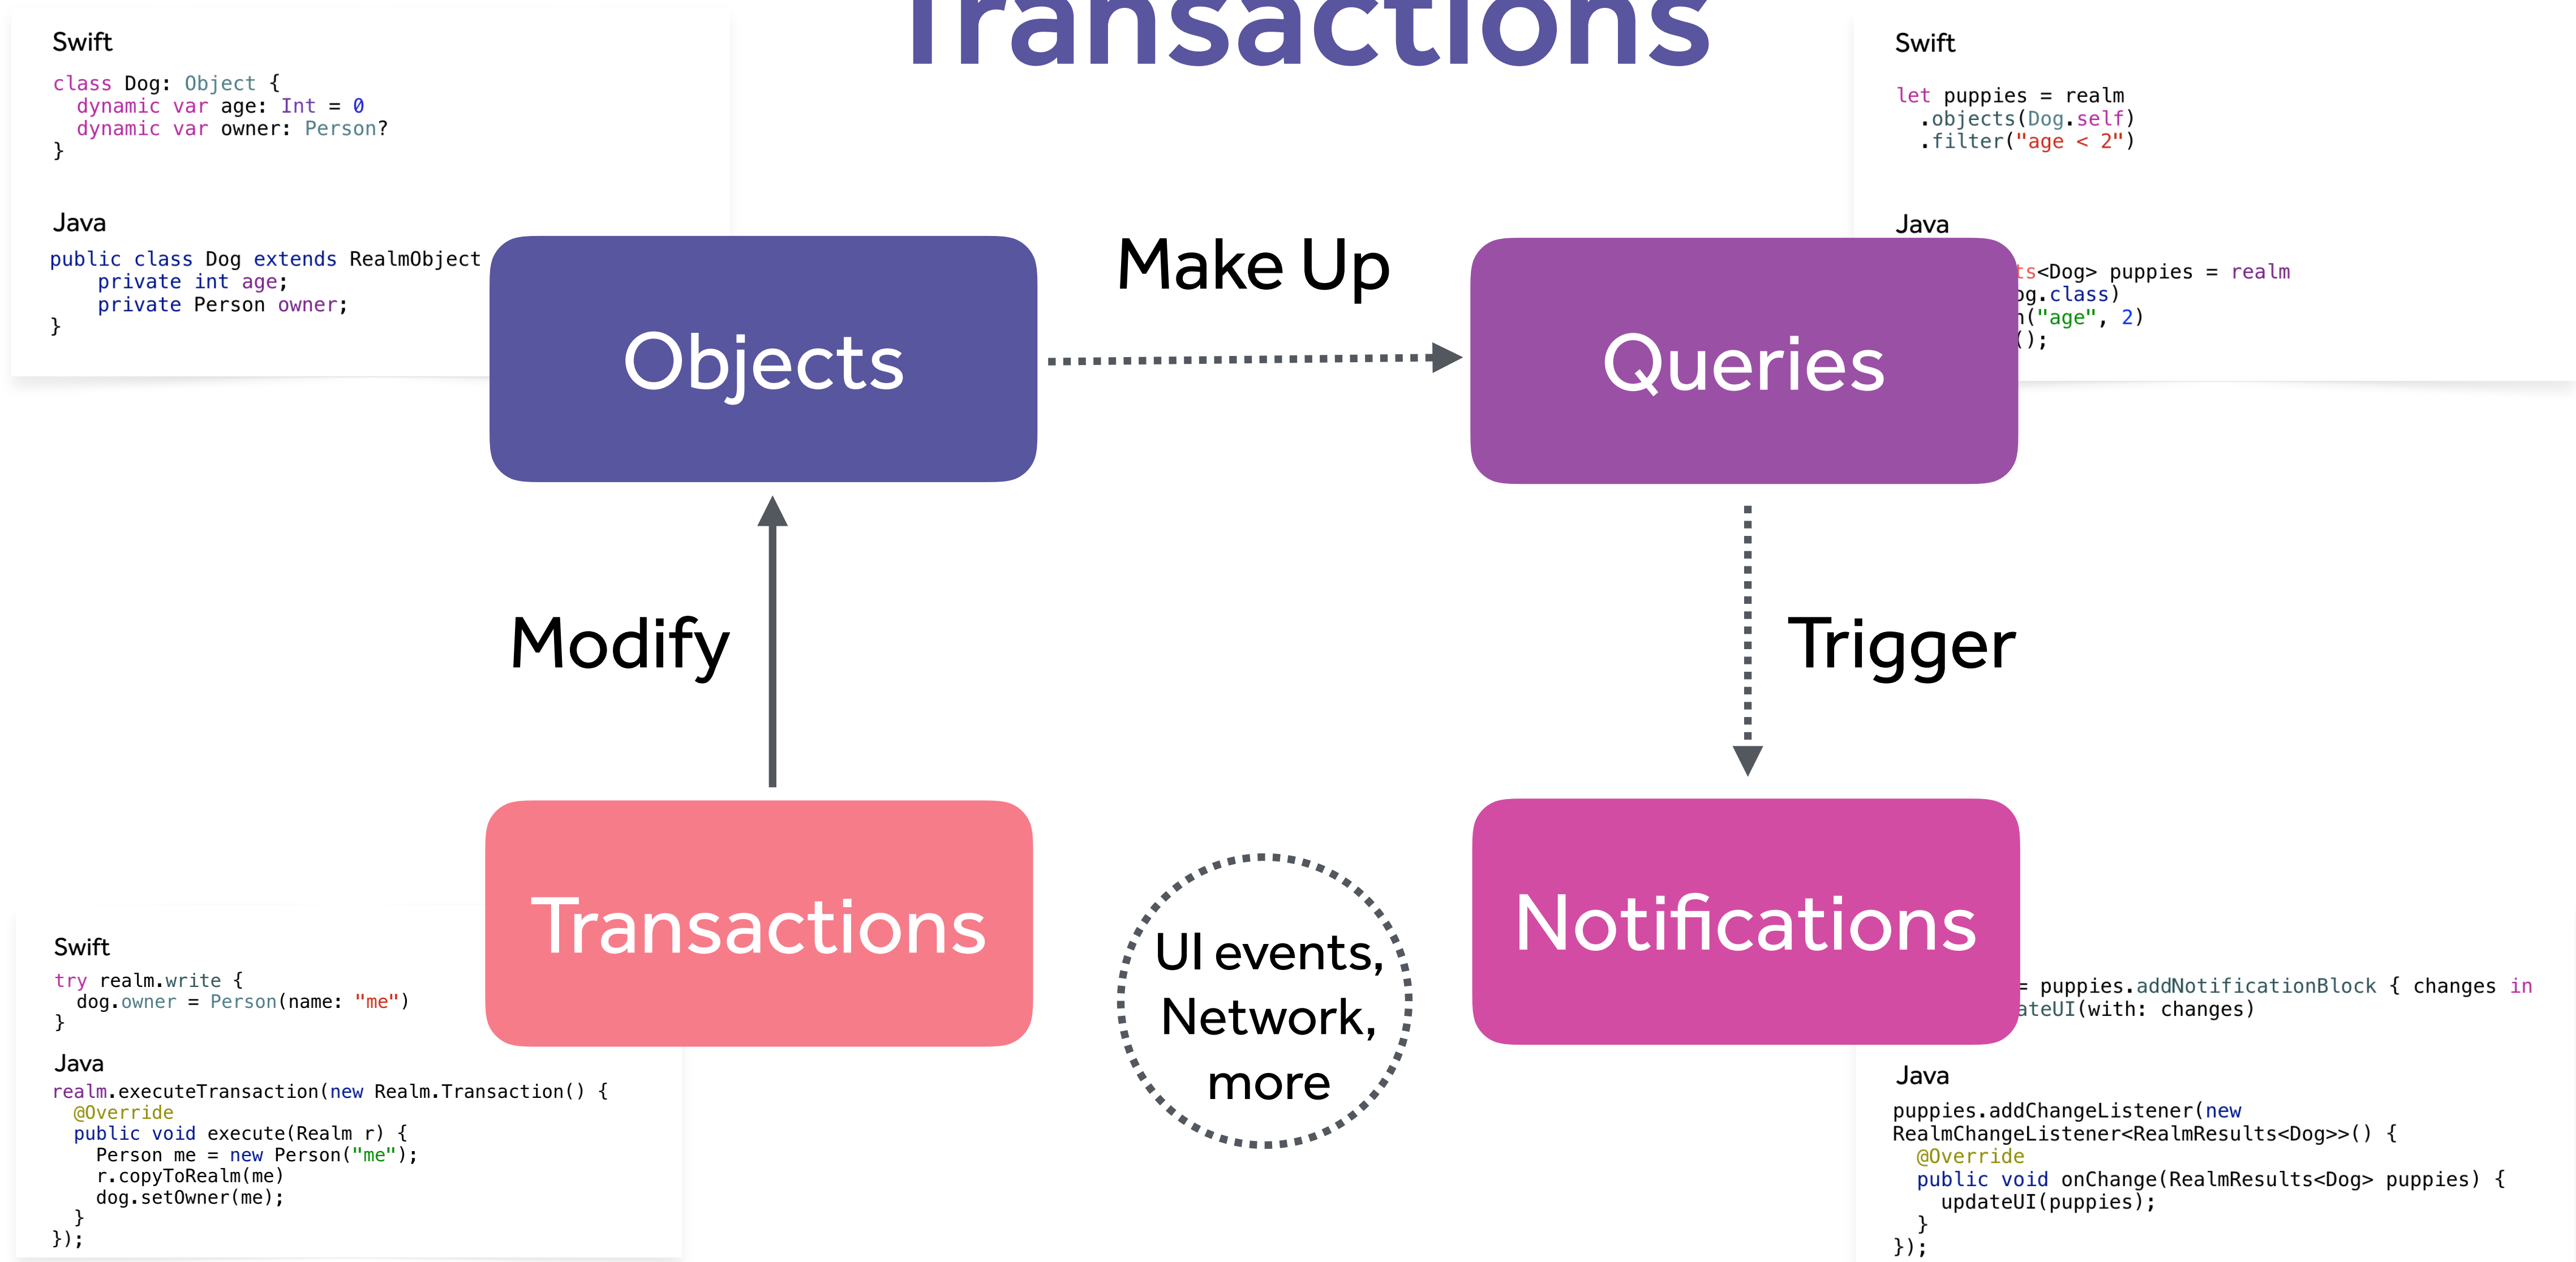 Transactions
Swift
class Dog: Object {
dynamic var age: Int = 0
dynamic var owner: Person?
}
Java
public class Dog extends RealmObject
private int age;
private Person owner;
}
Objects
Make Up
Swift
let puppies = realm
.objects(Dog.self)
.filter("age < 2")
Java
<Dog> puppies = realm
.class)
("age", 2)
();
Queries
Modify
Trigger
Transactions
Swift
try realm.write {
dog.owner = Person(name: "me")
}
Java
realm.executeTransaction(new Realm.Transaction() {
@Override
public void execute(Realm r) {
Person me = new Person("me");
r.copyToRealm(me)
dog.setOwner(me);
}
});
UI events,
Network,
more
Notifications
= puppies.addNotificationBlock { changes in
ateUI(with: changes)
Java
puppies.addChangeListener(new
RealmChangeListener<RealmResults<Dog>>() {
@Override
public void onChange(RealmResults<Dog> puppies) {
updateUI(puppies);
}
});